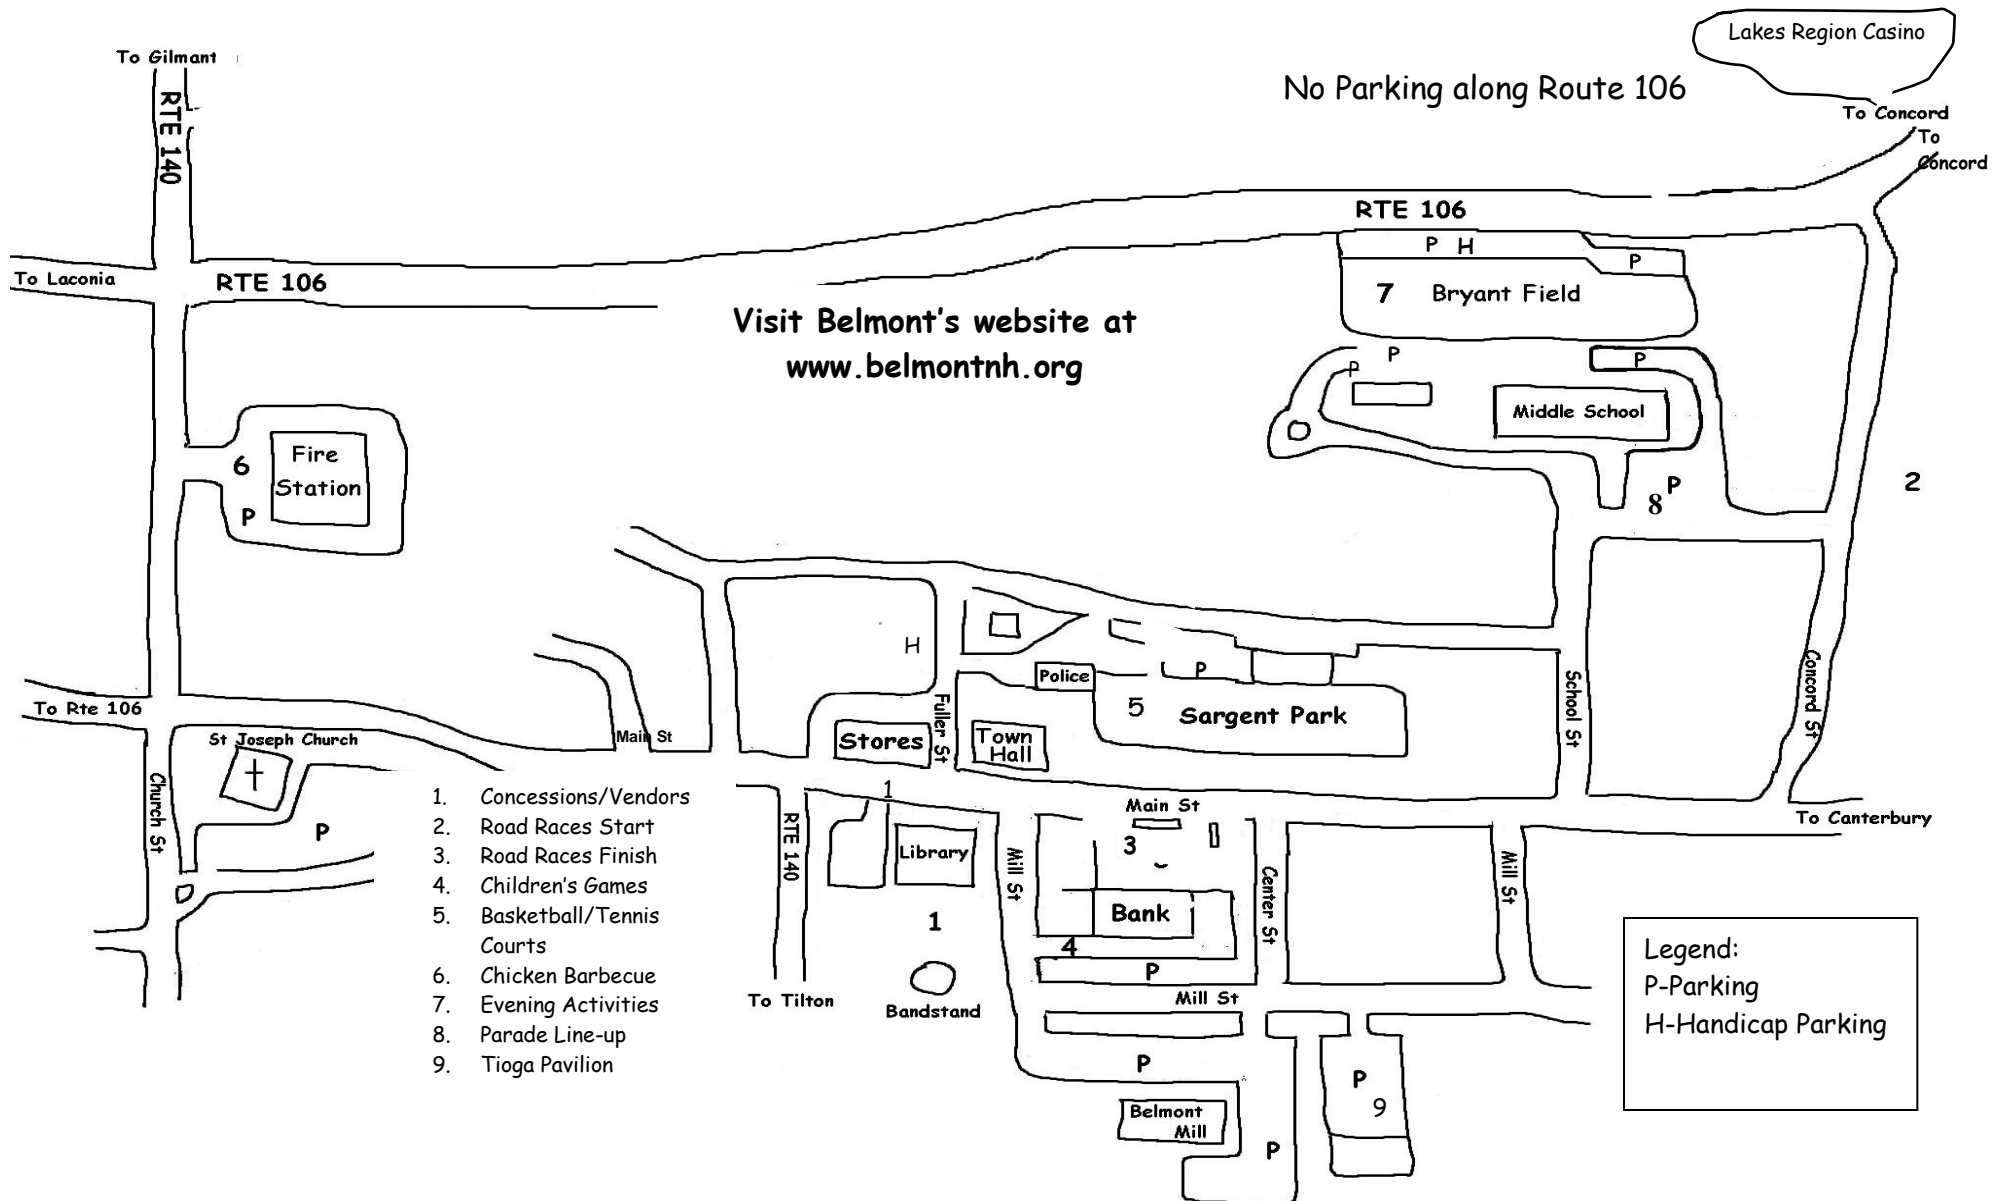 Lakes Region Casino
To Gilmant
No Parking along Route 106
To Concord
To
Concord
RTE 140
RTE 106
P H
P
To Laconia
RTE 106
7 Bryant Field
Visit Belmont's website at
www.belmontnh.org
P
P
P
Middle School
Fire
Station
6
P
2
P
8
H
Police
P
School St
Concord St
To Rte 106
Main St
Fuller St
5
Sargent Park
St Joseph Church
Stores
Town
Hall
Church St
P
1
Main St
To Canterbury
1. Concessions/Vendors
2. Road Races Start
3. Road Races Finish
4. Children's Games
5. Basketball/Tennis
Courts
6. Chicken Barbecue
7. Evening Activities
8. Parade Line-up
9. Tioga Pavilion
RTE 140
Library
Mill St
3
Center St
Mill St
Bank
1
4
P
To Tilton
Bandstand
Mill St
P
P
9
Belmont
Mill
P
Legend:
P-Parking
H-Handicap Parking